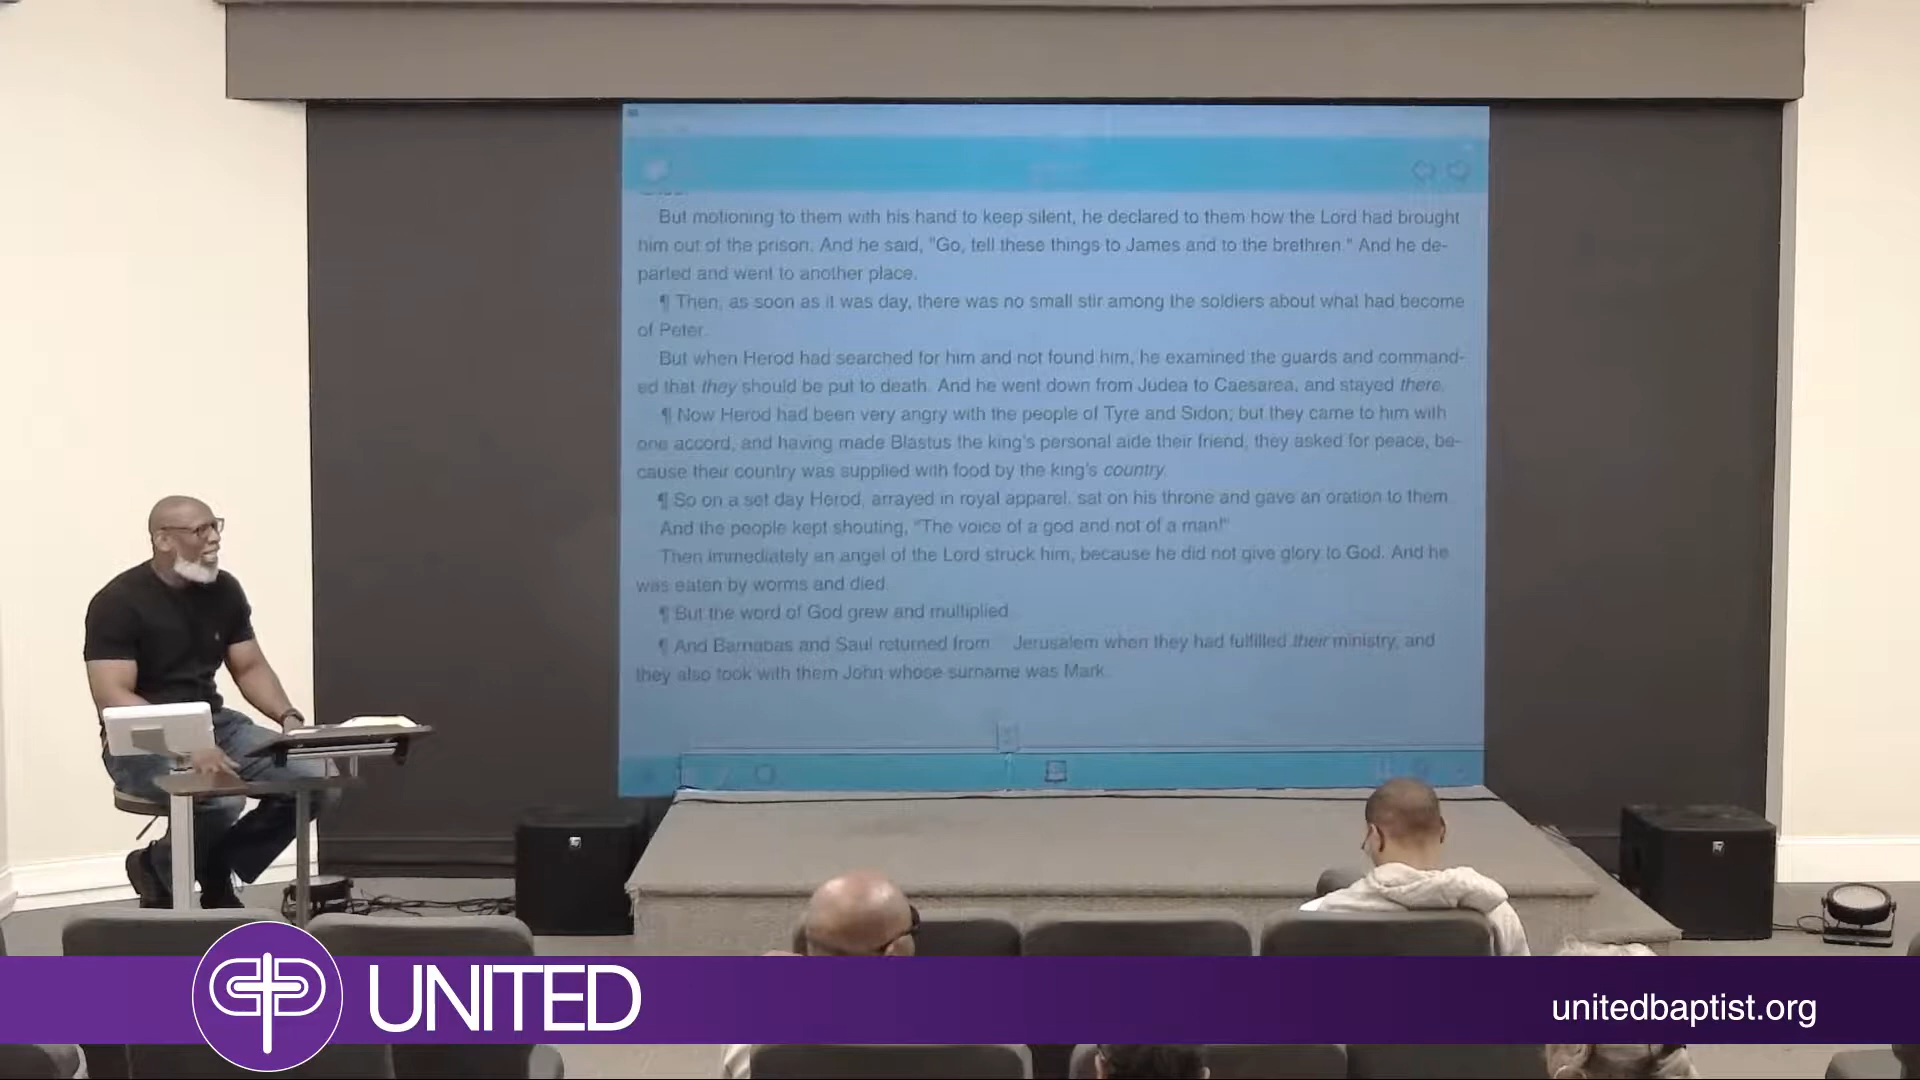 But motioning to them with his hand to keep silent, he declared to them how the Lord had brought
him out of the prison. And he said, "Go, tell these things to James and to the brethren." And he de-
parted and went to another place.
¶ Then, as soon as it was day, there was no small stir among the soldiers about what had become
of Peter.
But when Herod had searched for him and not found him, he examined the guards and command-
ed that they should be put to death. And he went down from Judea to Caesarea, and stayed there.
¶ Now Herod had been very angry with the people of Tyre and Sidon; but they came to him with
one accord, and having made Blastus the king's personal aide their friend, they asked for peace, be-
cause their country was supplied with food by the king's country.
¶ So on a set day Herod, arrayed in royal apparel, sat on his throne and gave an oration to them.
And the people kept shouting, "The voice of a god and not of a man!"
Then immediately an angel of the Lord struck him, because he did not give glory to God. And he
was eaten by worms and died.
¶ But the word of God grew and multiplied.
¶ And Barnabas and Saul returned from Jerusalem when they had fulfilled their ministry, and
they also took with them John whose surname was Mark.
UNITED
unitedbaptist.org